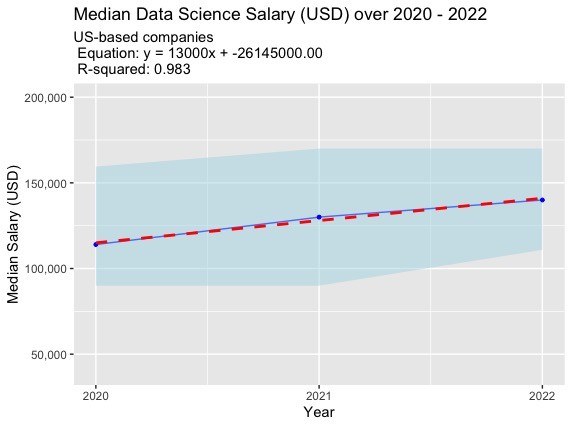 Median Data Science Salary (USD) over 2020 - 2022
US-based companies
Equation: y = 13000x + -26145000.00
R-squared: 0.983
200,000
150,000
100,000
50,000
Median Salary (USD)
2020 2021 2022
Year